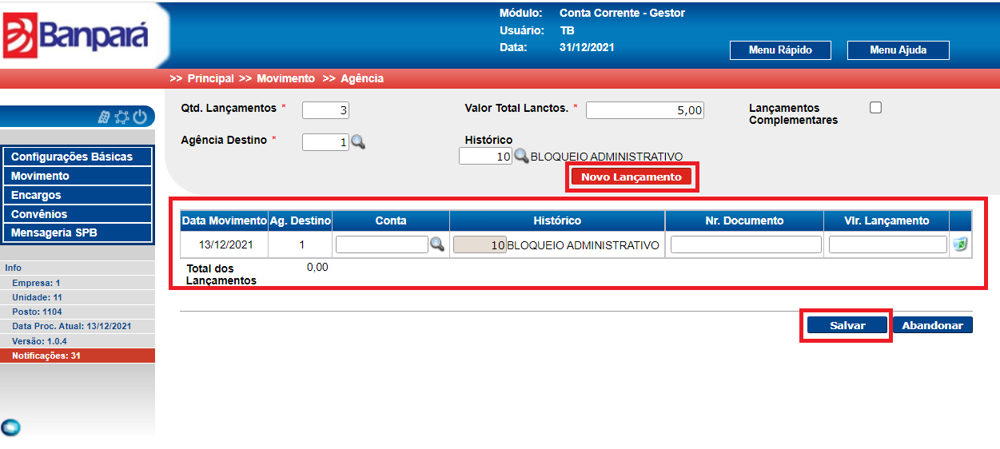 Banpará
Módulo: Conta Corrente - Gestor
Usuário: TB
Data: 31/12/2021
Menu Rápido
Menu Ajuda
>> Principal >> Movimento >> Agência
Configurações Básicas
Movimento
Encargos
Convênios
Mensageria SPB
Info
Empresa: 1
Unidade: 11
Posto: 1104
Data Proc. Atual: 13/12/2021
Versão: 1.0.4
Notificações: 31
Qtd. Lançamentos * 3
Valor Total Lanctos. * 5,00
Lançamentos
Complementares
Agência Destino * 1
Histórico
10 BLOQUEIO ADMINISTRATIVO
Novo Lançamento
Data Movimento Ag. Destino Conta Histórico Nr. Documento Vlr. Lançamento
13/12/2021 1 10 BLOQUEIO ADMINISTRATIVO
Total dos 0,00
Lançamentos
Salvar
Abandonar